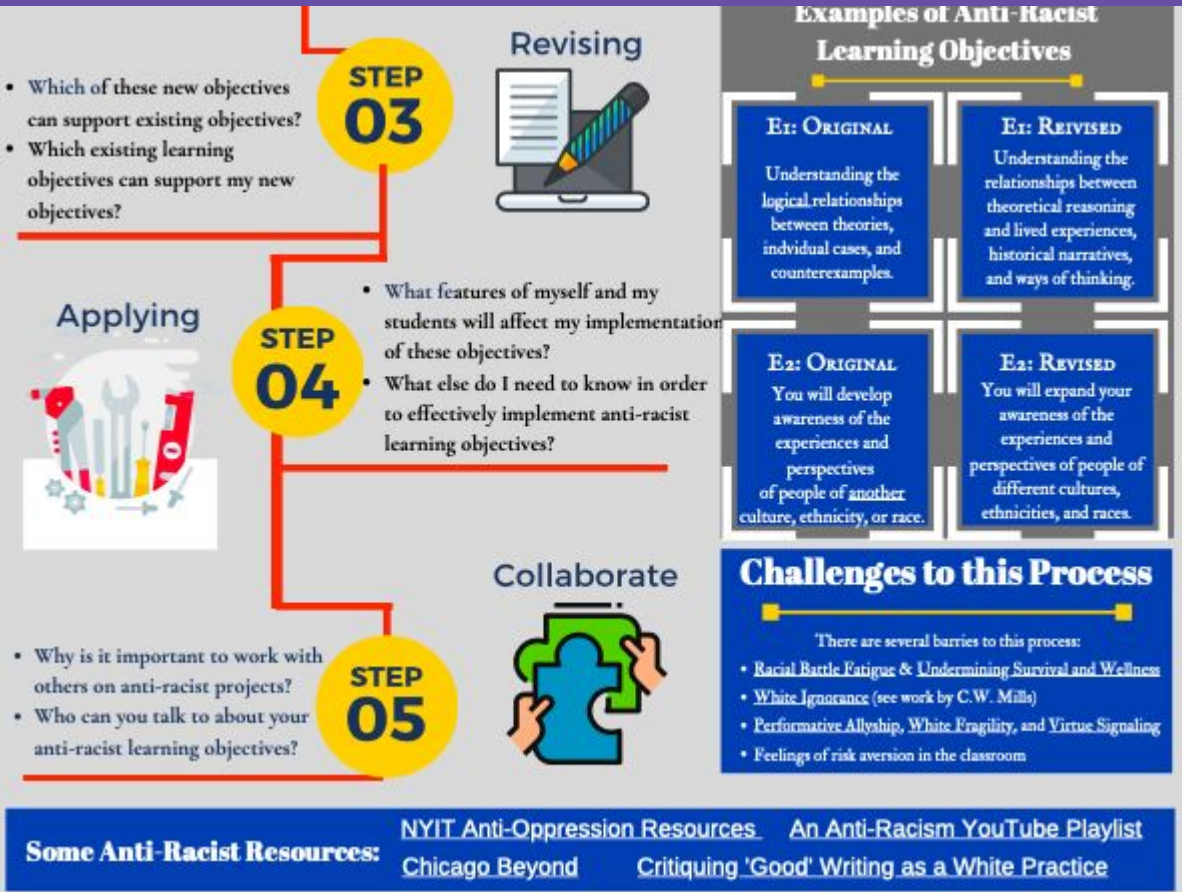 Revising
STEP
03
• Which of these new objectives
can support existing objectives?
• Which existing learning
objectives can support my new
objectives?
Applying
STEP
04
• What features of myself and my
students will affect my implementation
of these objectives?
• What else do I need to know in order
to effectively implement anti-racist
learning objectives?
Collaborate
STEP
05
• Why is it important to work with
others on anti-racist projects?
• Who can you talk to about your
anti-racist learning objectives?
Examples of Anti-Racist
Learning Objectives
E1: Original
Understanding the
logical relationships
between theories,
indvidual cases, and
counterexamples.
E1: Reivised
Understanding the
relationships between
theoretical reasoning
and lived experiences,
historical narratives,
and ways of thinking.
E2: Original
You will develop
awareness of the
experiences and
perspectives
of people of another
culture, ethnicity, or race.
E2: Revised
You will expand your
awareness of the
experiences and
perspectives of people of
different cultures,
ethnicities, and races.
Challenges to this Process
There are several barries to this process:
• Racial Battle Fatigue & Undermining Survival and Wellness
• White Ignorance (see work by C.W. Mills)
• Performative Allyship, White Fragility, and Virtue Signaling
• Feelings of risk aversion in the classroom
Some Anti-Racist Resources:
NYIT Anti-Oppression Resources An Anti-Racism YouTube Playlist
Chicago Beyond Critiquing 'Good' Writing as a White Practice